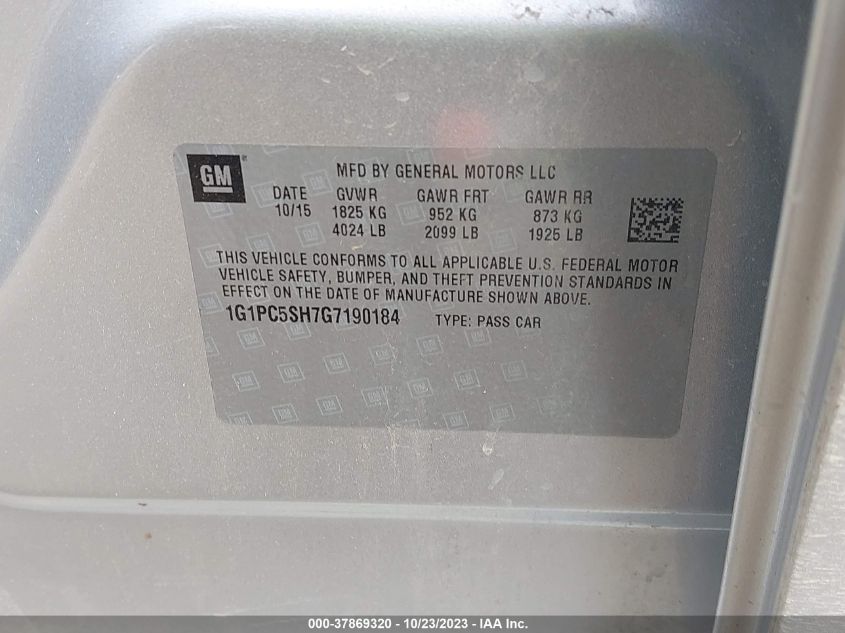 GM
MFD BY GENERAL MOTORS LLC
DATE GVWR GAWR FRT GAWR RR
10/15 1825 KG 952 KG 873 KG
4024 LB 2099 LB 1925 LB
THIS VEHICLE CONFORMS TO ALL APPLICABLE U.S. FEDERAL MOTOR
VEHICLE SAFETY, BUMPER, AND THEFT PREVENTION STANDARDS IN
EFFECT ON THE DATE OF MANUFACTURE SHOWN ABOVE.
1G1PC5SH7G7190184 TYPE: PASS CAR
000-37869320 - 10/23/2023 - IAA Inc.